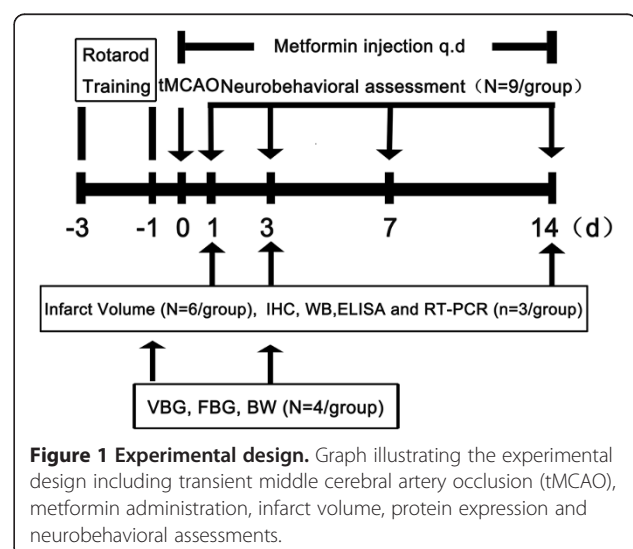 Metformin injection q.d
Rotarod
Training
tMCAO Neurobehavioral assessment (N=9/group)
-3 -1 0 1 3 7 14 (d)
Infarct Volume (N=6/group), IHC, WB,ELISA and RT-PCR (n=3/group)
VBG, FBG, BW (N=4/group)
Figure 1 Experimental design. Graph illustrating the experimental
design including transient middle cerebral artery occlusion (tMCAO),
metformin administration, infarct volume, protein expression and
neurobehavioral assessments.